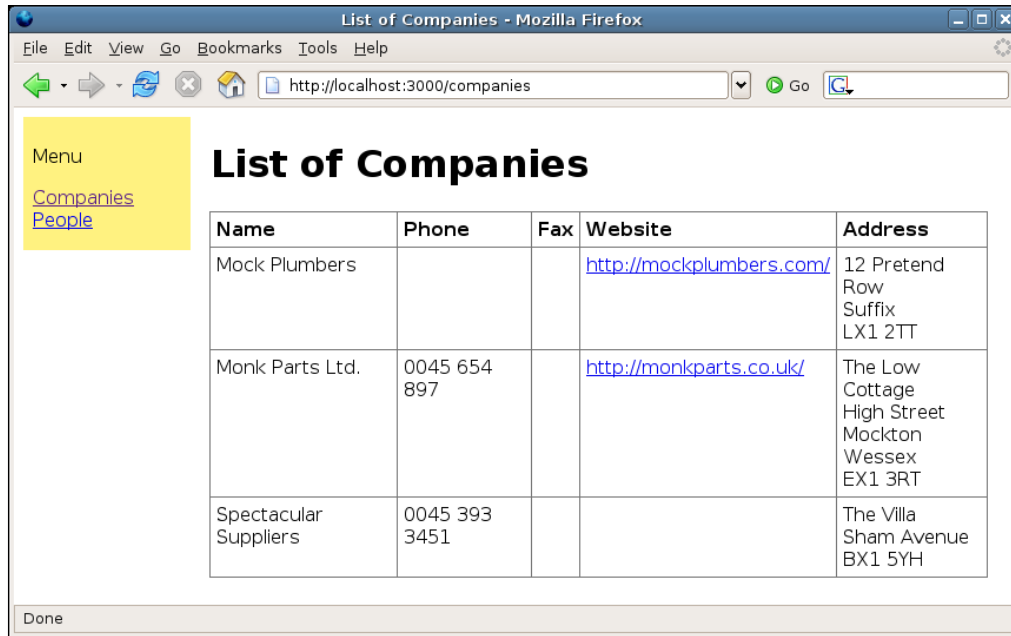 List of Companies - Mozilla Firefox
File Edit View Go Bookmarks Tools Help
http://localhost:3000/companies
Go
G
Menu
Companies
People
List of Companies
Name Phone Fax Website Address
Mock Plumbers http://mockplumbers.com/ 12 Pretend
Row
Suffix
LX1 2TT
Monk Parts Ltd. 0045 654 http://monkparts.co.uk/ The Low
897 Cottage
High Street
Mockton
Wessex
EX1 3RT
Spectacular 0045 393 The Villa
Suppliers 3451 Sham Avenue
BX1 5YH
Done